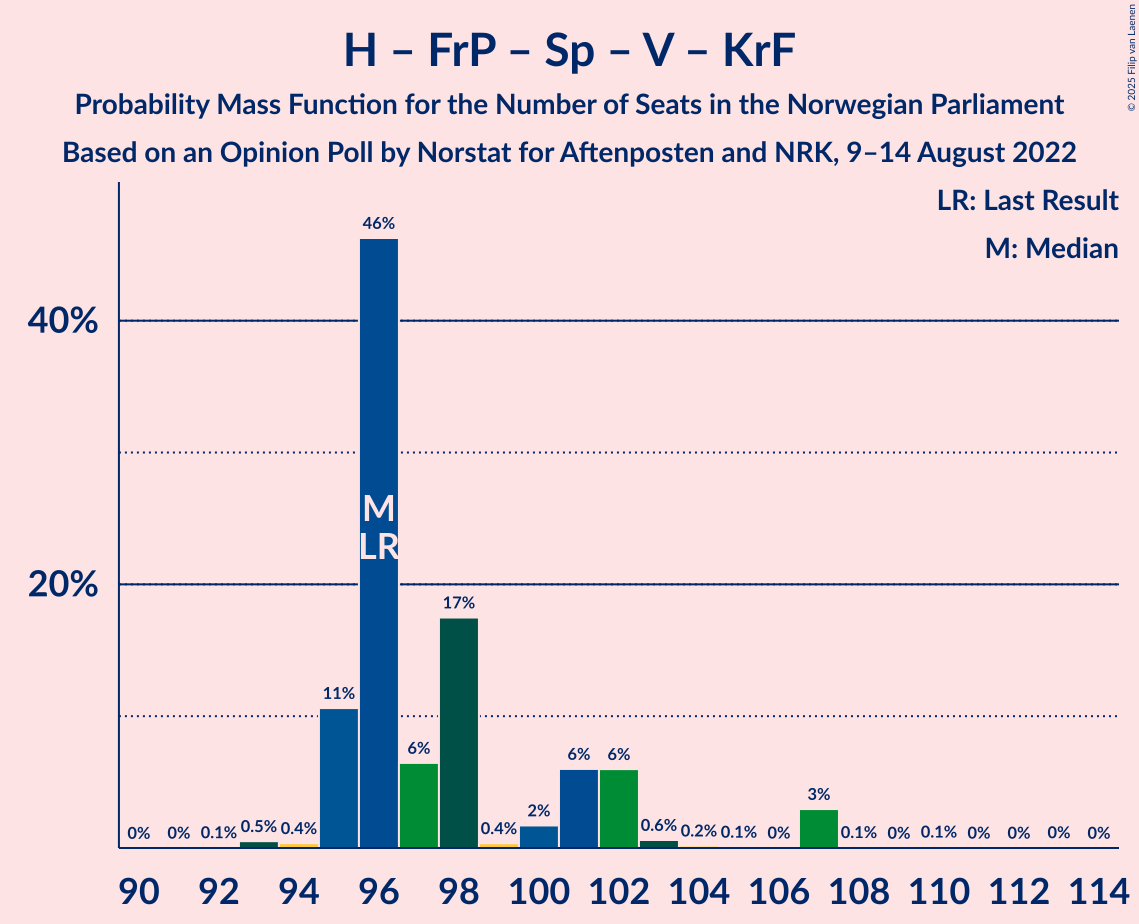 H – FrP – Sp – V – KrF
Probability Mass Function for the Number of Seats in the Norwegian Parliament
Based on an Opinion Poll by Norstat for Aftenposten and NRK, 9–14 August 2022
© 2025 Filip van Laenen
LR: Last Result
M: Median
40%
20%
0% 0% 0.1% 0.5% 0.4% 11% 46% 6% 17% 0.4% 2% 6% 6% 0.6% 0.2% 0.1% 0% 3% 0.1% 0% 0.1% 0% 0% 0% 0%
M
LR
90 92 94 96 98 100 102 104 106 108 110 112 114